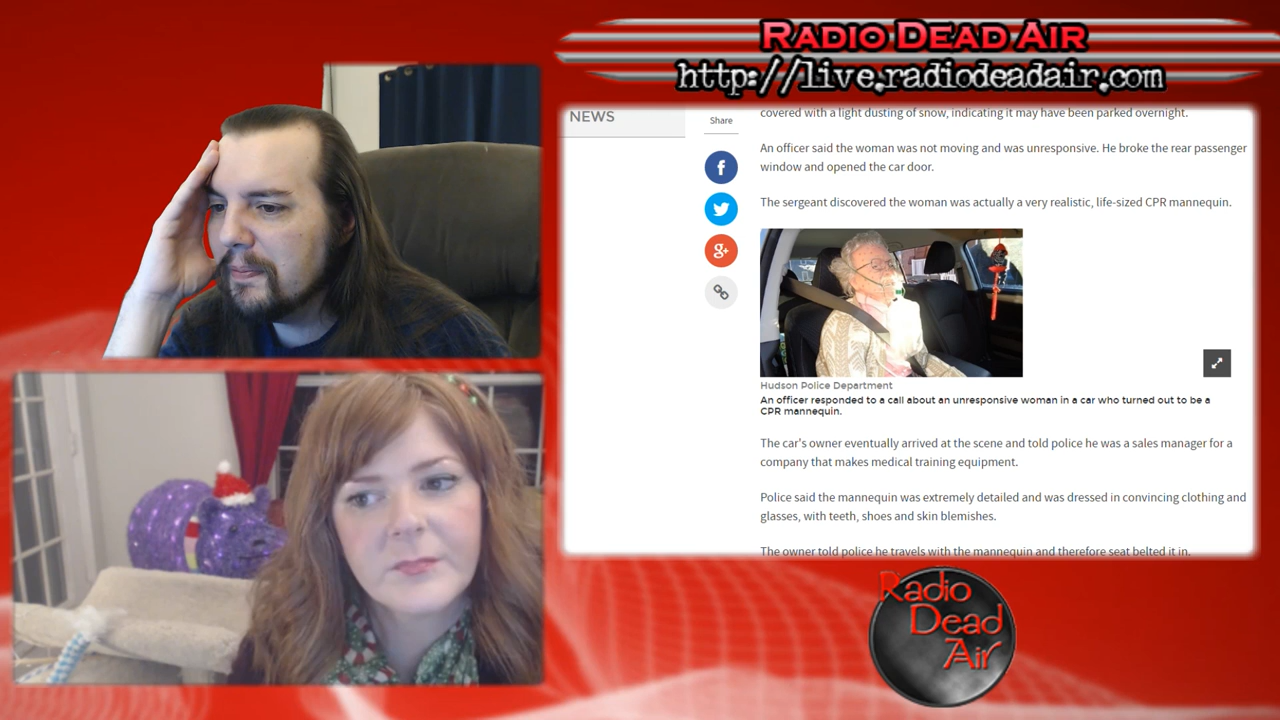 RADIO DEAD AIR
http://live.radiodeadair.com
NEWS
Share
f
g+
covered with a light dusting of snow, indicating it may have been parked overnight.
An officer said the woman was not moving and was unresponsive. He broke the rear passenger
window and opened the car door.
The sergeant discovered the woman was actually a very realistic, life-sized CPR mannequin.
Hudson Police Department
An officer responded to a call about an unresponsive woman in a car who turned out to be a
CPR mannequin.
The car's owner eventually arrived at the scene and told police he was a sales manager for a
company that makes medical training equipment.
Police said the mannequin was extremely detailed and was dressed in convincing clothing and
glasses, with teeth, shoes and skin blemishes.
The owner told police he travels with the mannequin and therefore seat belted it in.
Radio
Dead
Air